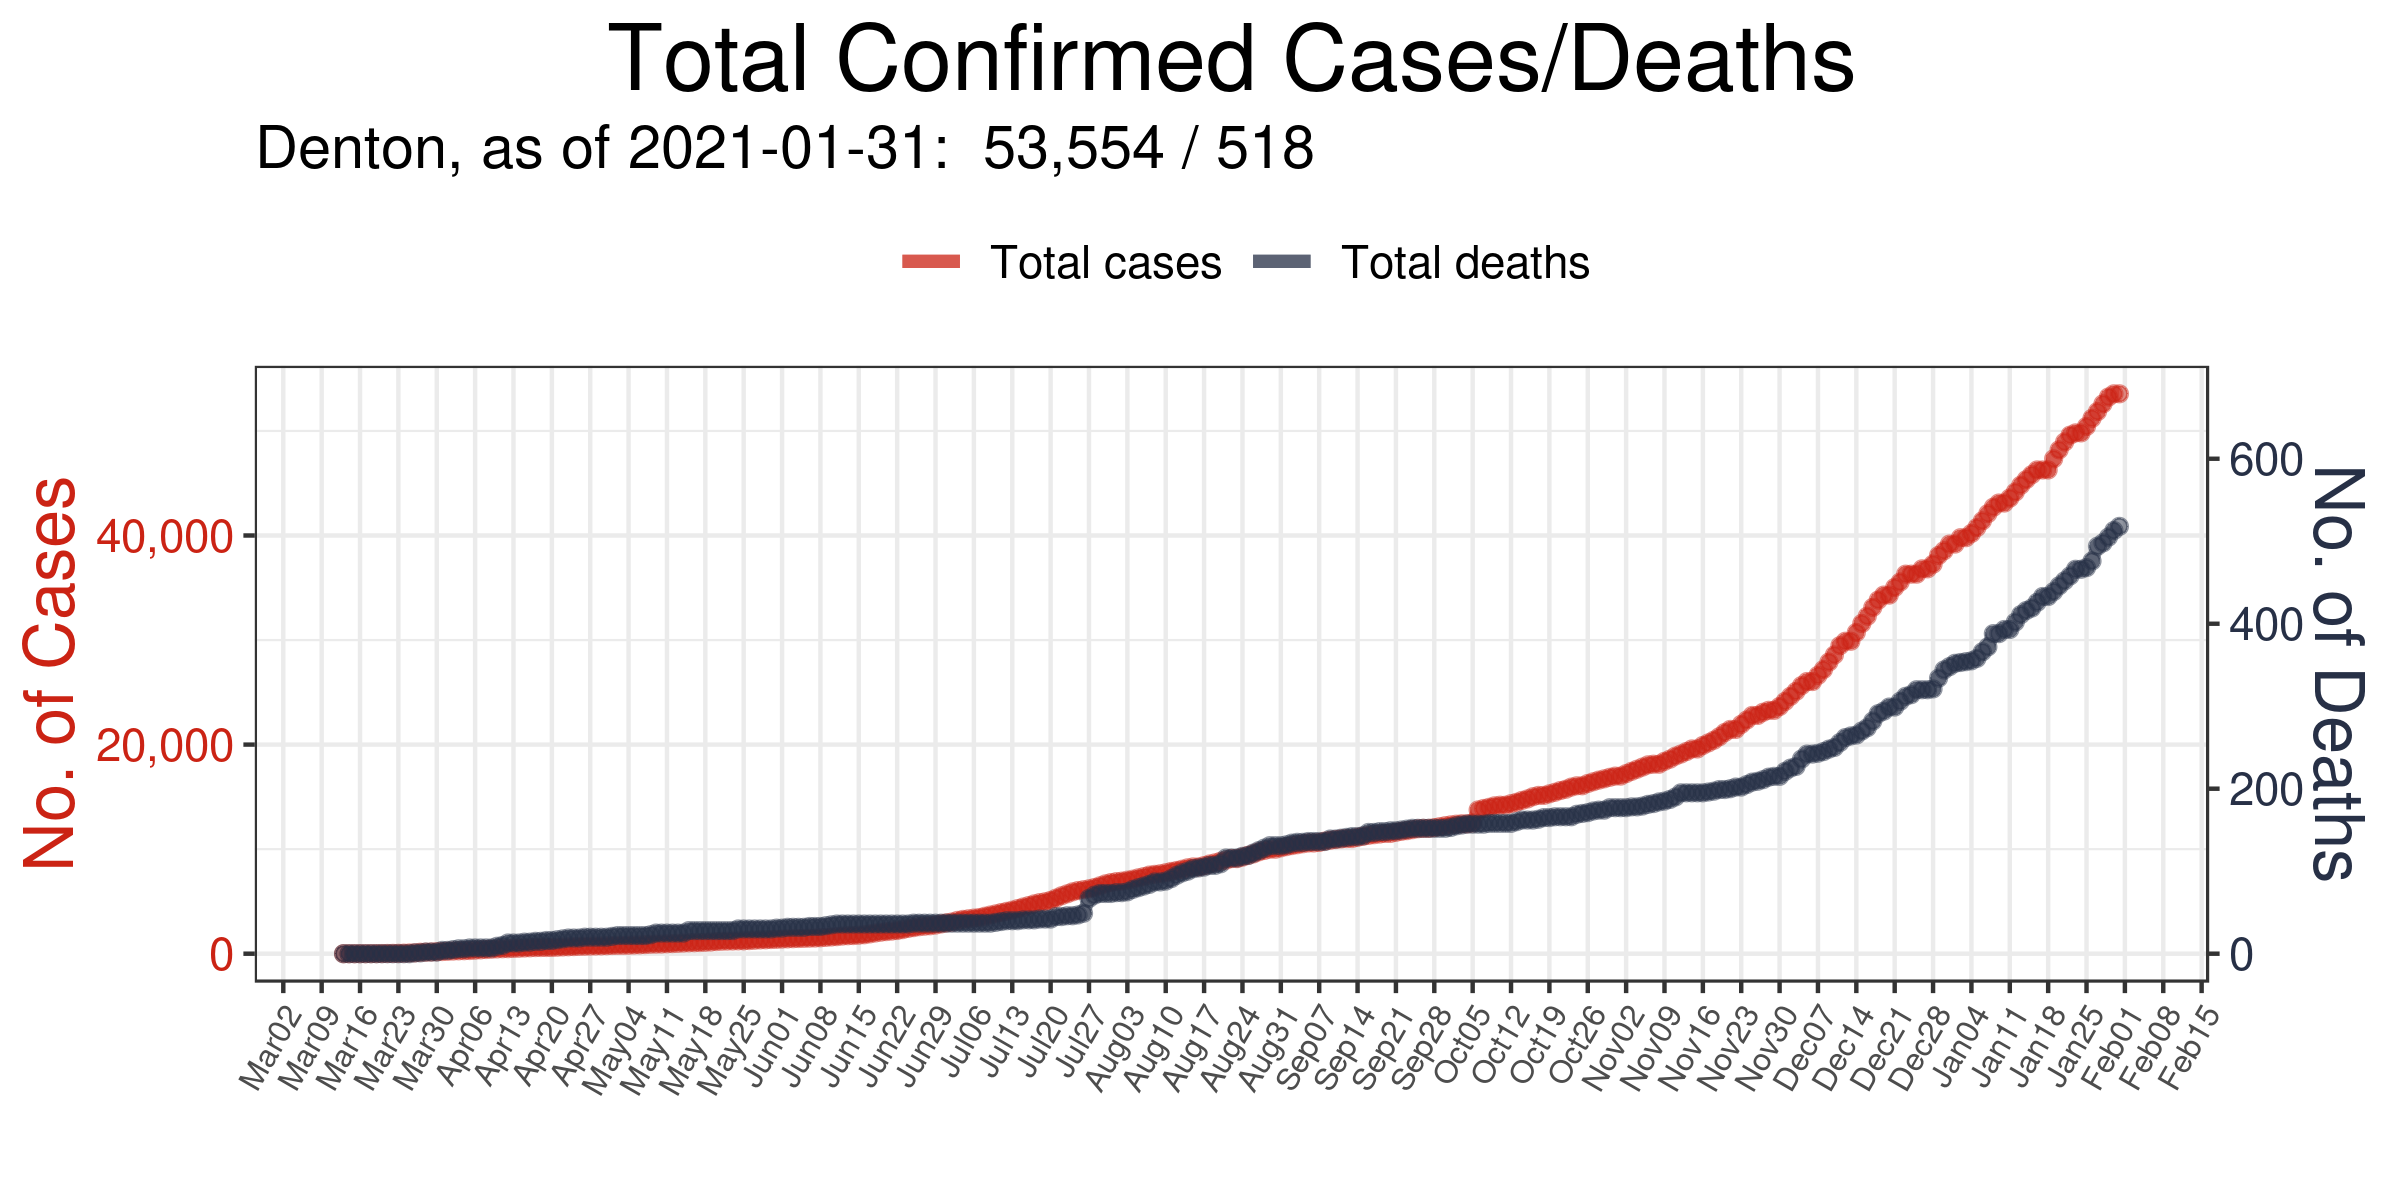 Total Confirmed Cases/Deaths
Denton, as of 2021-01-31: 53,554 / 518
Total cases
Total deaths
No. of Cases
40,000
20,000
0
600
400
200
0
No. of Deaths
Mar02
Mar09
Mar16
Mar23
Mar30
Apr06
Apr13
Apr20
Apr27
May04
May11
May18
May25
Jun01
Jun08
Jun15
Jun22
Jun29
Jul06
Jul13
Jul20
Jul27
Aug03
Aug10
Aug17
Aug24
Aug31
Sep07
Sep14
Sep21
Sep28
Oct05
Oct12
Oct19
Oct26
Nov02
Nov09
Nov16
Nov23
Nov30
Dec07
Dec14
Dec21
Dec28
Jan04
Jan11
Jan18
Jan25
Feb01
Feb08
Feb15